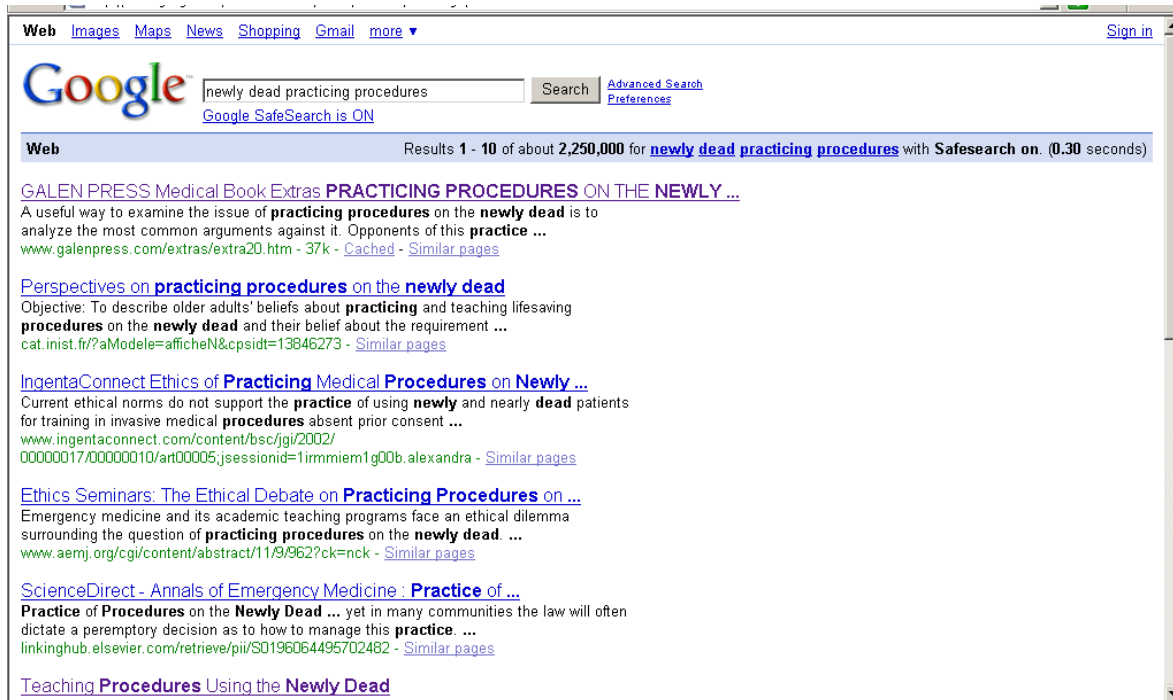 Web Images Maps News Shopping Gmail more ▼ Sign in
Google™ newly dead practicing procedures Search Advanced Search
Preferences
Google SafeSearch is ON
Web Results 1 - 10 of about 2,250,000 for newly dead practicing procedures with Safesearch on. (0.30 seconds)
GALEN PRESS Medical Book Extras PRACTICING PROCEDURES ON THE NEWLY ...
A useful way to examine the issue of practicing procedures on the newly dead is to
analyze the most common arguments against it. Opponents of this practice ...
www.galenpress.com/extras/extra20.htm - 37k - Cached - Similar pages
Perspectives on practicing procedures on the newly dead
Objective: To describe older adults' beliefs about practicing and teaching lifesaving
procedures on the newly dead and their belief about the requirement ...
cat.inist.fr/?aModele=afficheN&cpsidt=13846273 - Similar pages
IngentaConnect Ethics of Practicing Medical Procedures on Newly ...
Current ethical norms do not support the practice of using newly and nearly dead patients
for training in invasive medical procedures absent prior consent ...
www.ingentaconnect.com/content/bsc/jgi/2002/
00000017/00000010/art00005;jsessionid=1irmmiem1g00b.alexandra - Similar pages
Ethics Seminars: The Ethical Debate on Practicing Procedures on ...
Emergency medicine and its academic teaching programs face an ethical dilemma
surrounding the question of practicing procedures on the newly dead. ...
www.aemj.org/cgi/content/abstract/11/9/962?ck=nck - Similar pages
ScienceDirect - Annals of Emergency Medicine : Practice of ...
Practice of Procedures on the Newly Dead ... yet in many communities the law will often
dictate a peremptory decision as to how to manage this practice. ...
linkinghub.elsevier.com/retrieve/pii/S0196064495702482 - Similar pages
Teaching Procedures Using the Newly Dead